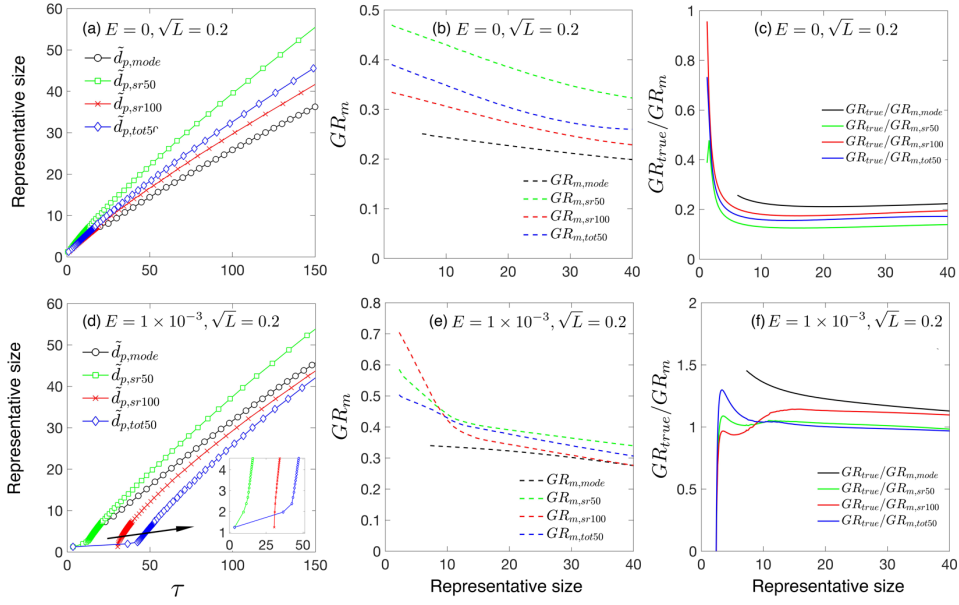 (a) E = 0, √L = 0.2
Representative size
60
50
40
30
20
10
0
0 50 100 150
d̃p,mode
d̃p,sr50
d̃p,sr100
d̃p,tot50
(b) E = 0, √L = 0.2
GRm
0.5
0.4
0.3
0.2
0.1
0
10 20 30 40
GRm,mode
GRm,sr50
GRm,sr100
GRm,tot50
(c) E = 0, √L = 0.2
GRtrue/GRm
1
0.8
0.6
0.4
0.2
0
0 10 20 30 40
GRtrue/GRm,mode
GRtrue/GRm,sr50
GRtrue/GRm,sr100
GRtrue/GRm,tot50
(d) E = 1 × 10⁻³, √L = 0.2
Representative size
60
50
40
30
20
10
0
0 50 100 150
τ
d̃p,mode
d̃p,sr50
d̃p,sr100
d̃p,tot50
4
3
2
1
0 25 50
(e) E = 1 × 10⁻³, √L = 0.2
GRm
0.8
0.7
0.6
0.5
0.4
0.3
0.2
0.1
0
10 20 30 40
Representative size
GRm,mode
GRm,sr50
GRm,sr100
GRm,tot50
(f) E = 1 × 10⁻³, √L = 0.2
GRtrue/GRm
2
1.5
1
0.5
0
0 10 20 30 40
Representative size
GRtrue/GRm,mode
GRtrue/GRm,sr50
GRtrue/GRm,sr100
GRtrue/GRm,tot50